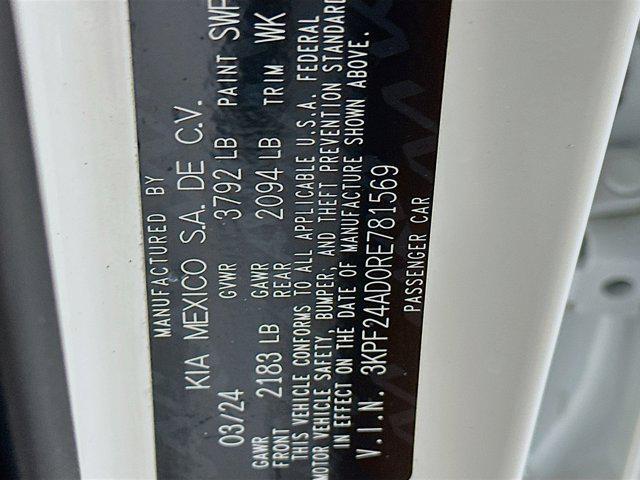 MANUFACTURED BY
KIA MEXICO S.A. DE C.V.
03/24 GVWR 3792 LB PAINT SWP
GAWR FRONT 2183 LB GAWR REAR 2094 LB TRIM WK
THIS VEHICLE CONFORMS TO ALL APPLICABLE U.S.A. FEDERAL
MOTOR VEHICLE SAFETY, BUMPER, AND THEFT PREVENTION STANDARD
IN EFFECT ON THE DATE OF MANUFACTURE SHOWN ABOVE.
V.I.N. 3KPF24AD0RE781569
PASSENGER CAR